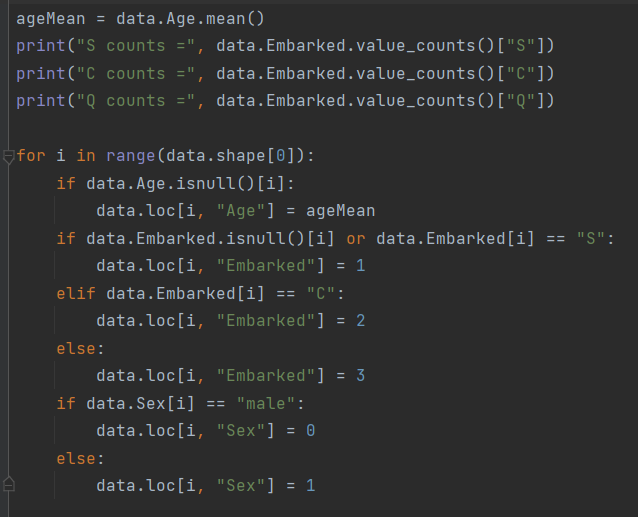 ageMean = data.Age.mean()
print("S counts =", data.Embarked.value_counts()["S"])
print("C counts =", data.Embarked.value_counts()["C"])
print("Q counts =", data.Embarked.value_counts()["Q"])

for i in range(data.shape[0]):
    if data.Age.isnull()[i]:
        data.loc[i, "Age"] = ageMean
    if data.Embarked.isnull()[i] or data.Embarked[i] == "S":
        data.loc[i, "Embarked"] = 1
    elif data.Embarked[i] == "C":
        data.loc[i, "Embarked"] = 2
    else:
        data.loc[i, "Embarked"] = 3
    if data.Sex[i] == "male":
        data.loc[i, "Sex"] = 0
    else:
        data.loc[i, "Sex"] = 1